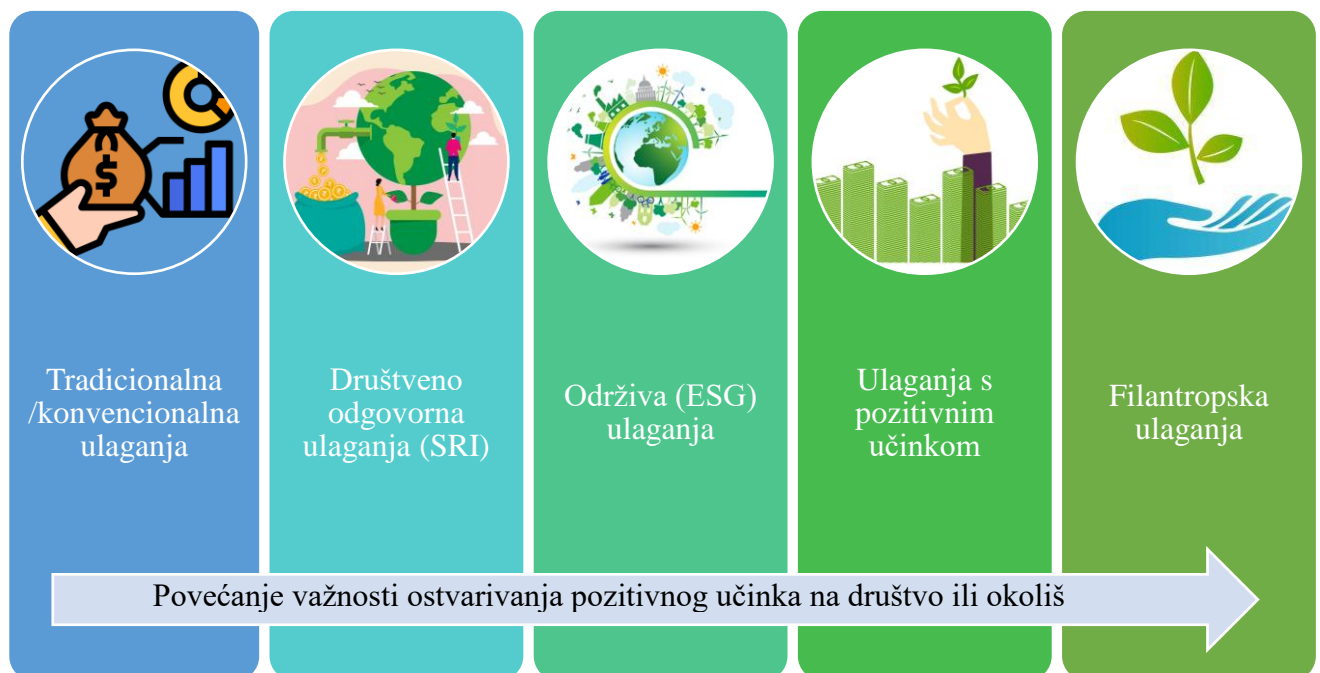 Tradicionalna
/konvencionalna
ulaganja
Društveno
odgovorna
ulaganja (SRI)
Održiva (ESG)
ulaganja
Ulaganja s
pozitivnim
učinkom
Filantropska
ulaganja
Povećanje važnosti ostvarivanja pozitivnog učinka na društvo ili okoliš